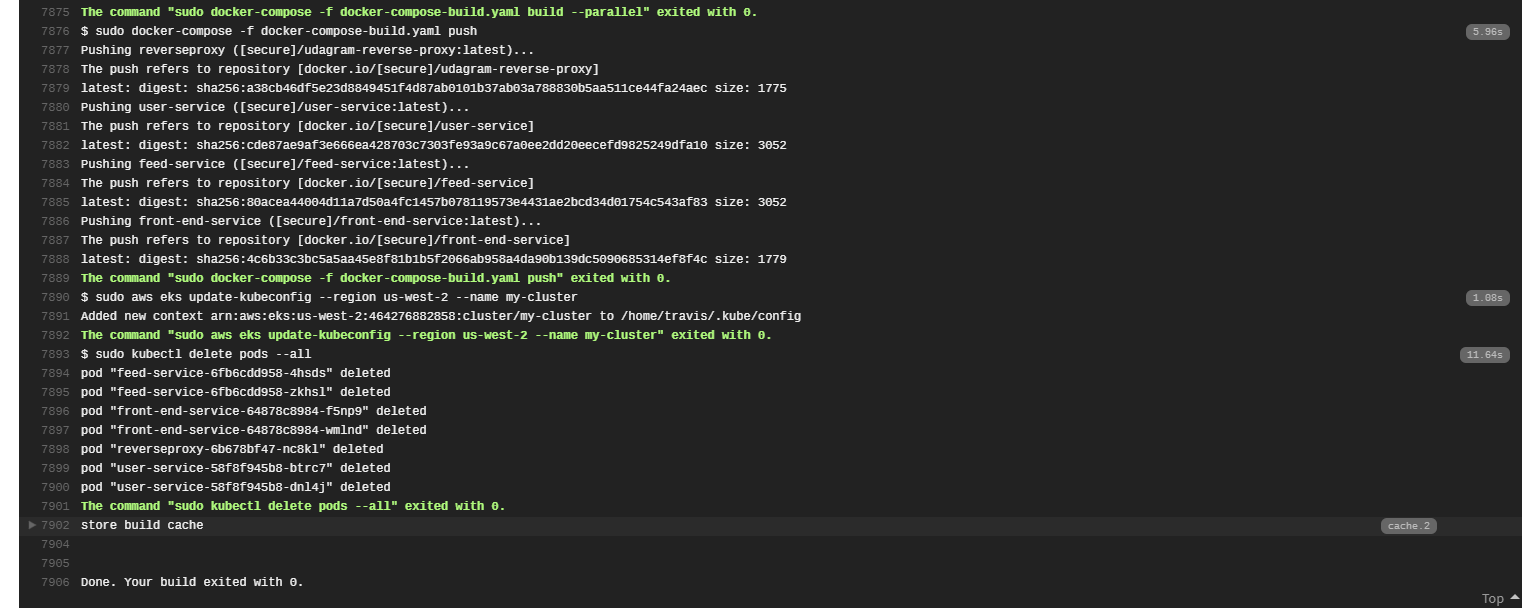 7875 The command "sudo docker-compose -f docker-compose-build.yaml build --parallel" exited with 0.
7876 $ sudo docker-compose -f docker-compose-build.yaml push 5.96s
7877 Pushing reverseproxy ([secure]/udagram-reverse-proxy:latest)...
7878 The push refers to repository [docker.io/[secure]/udagram-reverse-proxy]
7879 latest: digest: sha256:a38cb46df5e23d8849451f4d87ab0101b37ab03a788830b5aa511ce44fa24aec size: 1775
7880 Pushing user-service ([secure]/user-service:latest)...
7881 The push refers to repository [docker.io/[secure]/user-service]
7882 latest: digest: sha256:cde87ae9af3e666ea428703c7303fe93a9c67a0ee2dd20eecefd9825249dfa10 size: 3052
7883 Pushing feed-service ([secure]/feed-service:latest)...
7884 The push refers to repository [docker.io/[secure]/feed-service]
7885 latest: digest: sha256:80acea44004d11a7d50a4fc1457b078119573e4431ae2bcd34d01754c543af83 size: 3052
7886 Pushing front-end-service ([secure]/front-end-service:latest)...
7887 The push refers to repository [docker.io/[secure]/front-end-service]
7888 latest: digest: sha256:4c6b33c3bc5a5aa45e8f81b1b5f2066ab958a4da90b139dc5090685314ef8f4c size: 1779
7889 The command "sudo docker-compose -f docker-compose-build.yaml push" exited with 0.
7890 $ sudo aws eks update-kubeconfig --region us-west-2 --name my-cluster 1.08s
7891 Added new context arn:aws:eks:us-west-2:464276882858:cluster/my-cluster to /home/travis/.kube/config
7892 The command "sudo aws eks update-kubeconfig --region us-west-2 --name my-cluster" exited with 0.
7893 $ sudo kubectl delete pods --all 11.64s
7894 pod "feed-service-6fb6cdd958-4hsds" deleted
7895 pod "feed-service-6fb6cdd958-zkhsl" deleted
7896 pod "front-end-service-64878c8984-f5np9" deleted
7897 pod "front-end-service-64878c8984-wmlnd" deleted
7898 pod "reverseproxy-6b678bf47-nc8kl" deleted
7899 pod "user-service-58f8f945b8-btrc7" deleted
7900 pod "user-service-58f8f945b8-dnl4j" deleted
7901 The command "sudo kubectl delete pods --all" exited with 0.
7902 store build cache cache.2
7904
7905
7906 Done. Your build exited with 0.
Top